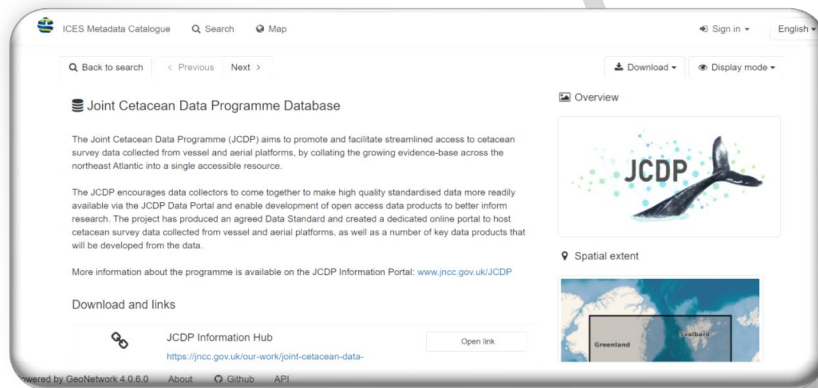 ICES Metadata Catalogue Search Map Sign in English
Back to search Previous Next > Download Display mode
Joint Cetacean Data Programme Database
The Joint Cetacean Data Programme (JCDP) aims to promote and facilitate streamlined access to cetacean
survey data collected from vessel and aerial platforms, by collating the growing evidence-base across the
northeast Atlantic into a single accessible resource.
The JCDP encourages data collectors to come together to make high quality standardised data more readily
available via the JCDP Data Portal and enable development of open access data products to better inform
research. The project has produced an agreed Data Standard and created a dedicated online portal to host
cetacean survey data collected from vessel and aerial platforms, as well as a number of key data products that
will be developed from the data.
More information about the programme is available on the JCDP Information Portal: www.jncc.gov.uk/JCDP
Download and links
JCDP Information Hub Open link
https://jncc.gov.uk/our-work/joint-cetacean-data-
Overview
JCDP
Spatial extent
Greenland
Svalbard
owered by GeoNetwork 4.0.6.0 About Github API